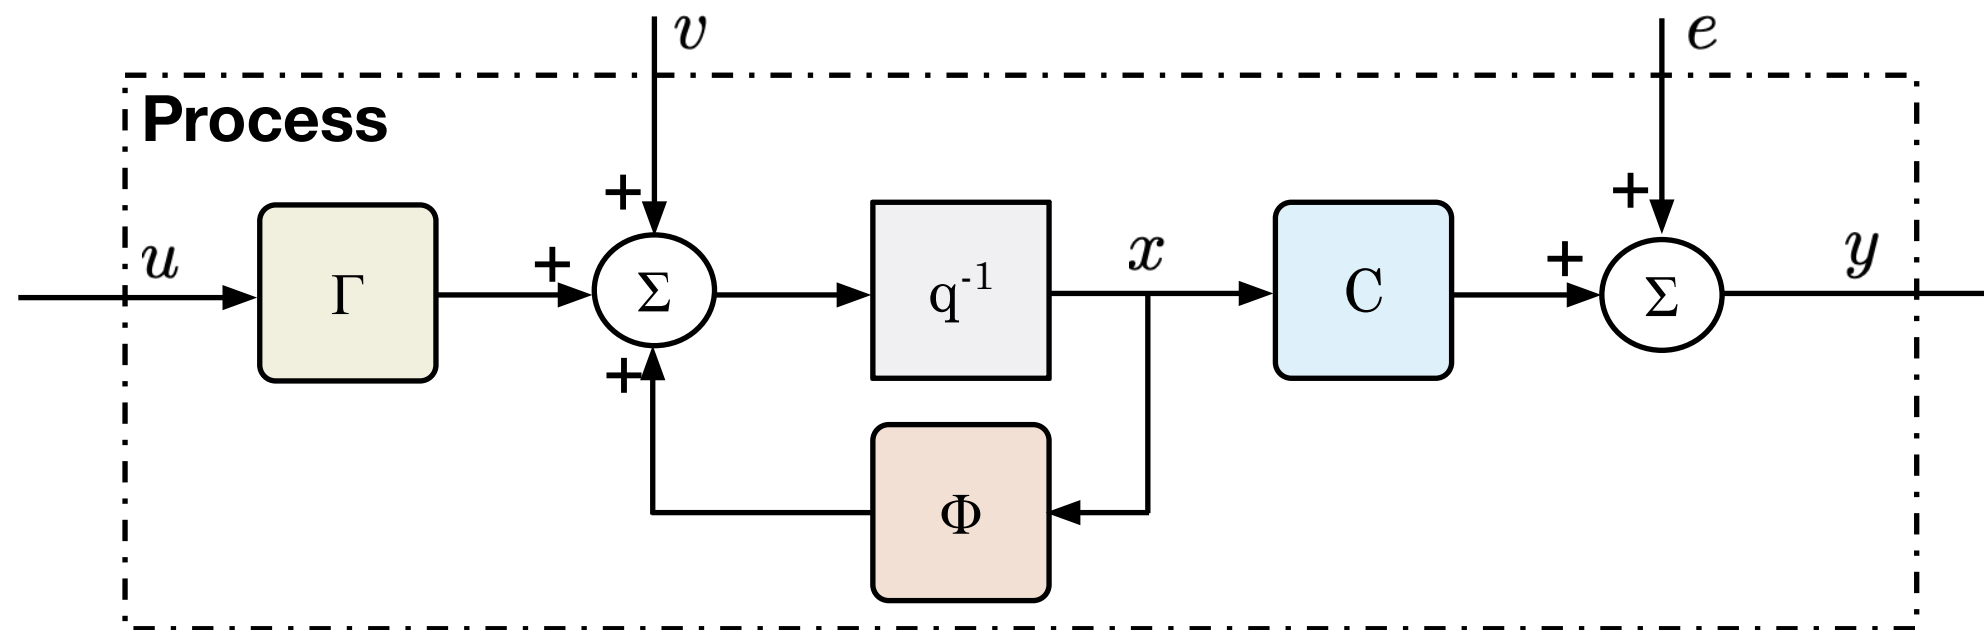 v
e
Process
+
+
u
+
+
x
y
Γ
Σ
q⁻¹
C
Σ
+
Φ